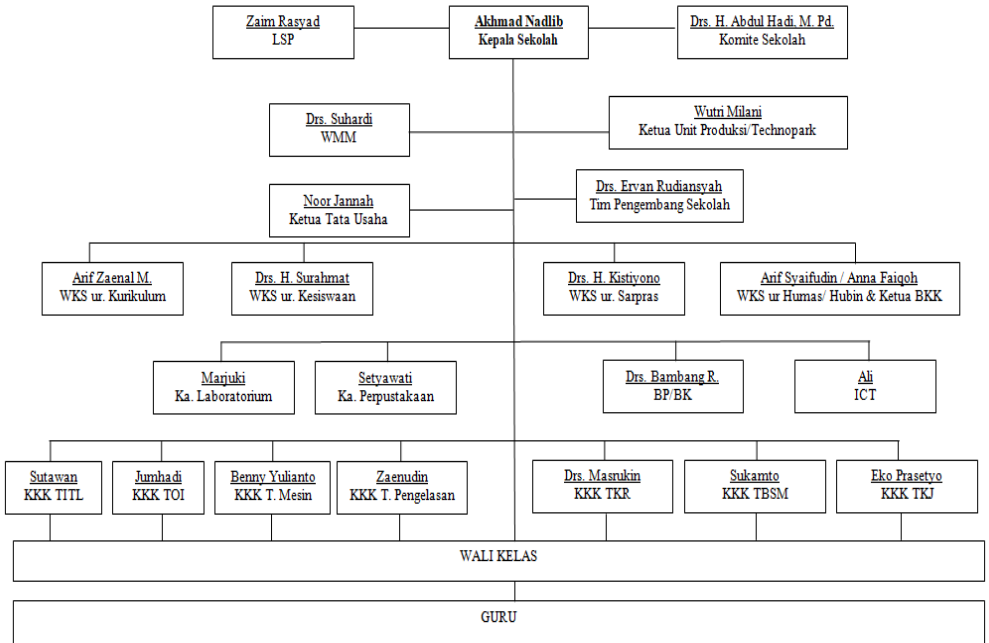 Zaim Rasyad
LSP
Akhmad Nadlib
Kepala Sekolah
Drs. H. Abdul Hadi, M. Pd.
Komite Sekolah
Drs. Suhardi
WMM
Wutri Milani
Ketua Unit Produksi/Technopark
Noor Jannah
Ketua Tata Usaha
Drs. Ervan Rudiansyah
Tim Pengembang Sekolah
Arif Zaenal M.
WKS ur. Kurikulum
Drs. H. Surahmat
WKS ur. Kesiswaan
Drs. H. Kistiyono
WKS ur. Sarpras
Arif Syaifudin / Anna Faiqoh
WKS ur Humas/ Hubin & Ketua BKK
Marjuki
Ka. Laboratorium
Setyawati
Ka. Perpustakaan
Drs. Bambang R.
BP/BK
Ali
ICT
Sutawan
KKK TITL
Jumhadi
KKK TOI
Benny Yulianto
KKK T. Mesin
Zaenudin
KKK T. Pengelasan
Drs. Masrukin
KKK TKR
Sukamto
KKK TBSM
Eko Prasetyo
KKK TKJ
WALI KELAS
GURU